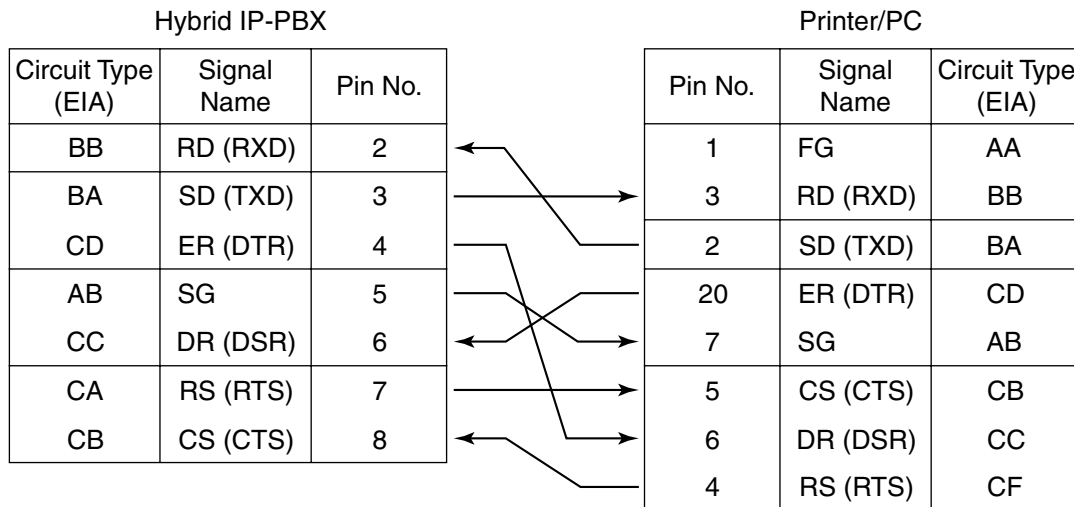 Hybrid IP-PBX
Circuit Type (EIA) Signal Name Pin No.
BB RD (RXD) 2
BA SD (TXD) 3
CD ER (DTR) 4
AB SG 5
CC DR (DSR) 6
CA RS (RTS) 7
CB CS (CTS) 8
Printer/PC
Pin No. Signal Name Circuit Type (EIA)
1 FG AA
3 RD (RXD) BB
2 SD (TXD) BA
20 ER (DTR) CD
7 SG AB
5 CS (CTS) CB
6 DR (DSR) CC
4 RS (RTS) CF